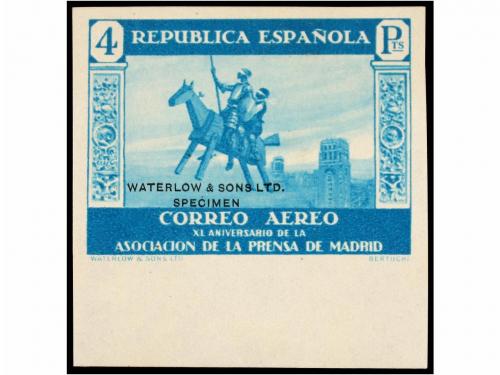 4 REPUBLICA ESPAÑOLA Pts
WATERLOW & SONS LTD.
SPECIMEN
CORREO AEREO
XL ANIVERSARIO DE LA
ASOCIACION DE LA PRENSA DE MADRID
WATERLOW & SONS LTD BERTUCHI